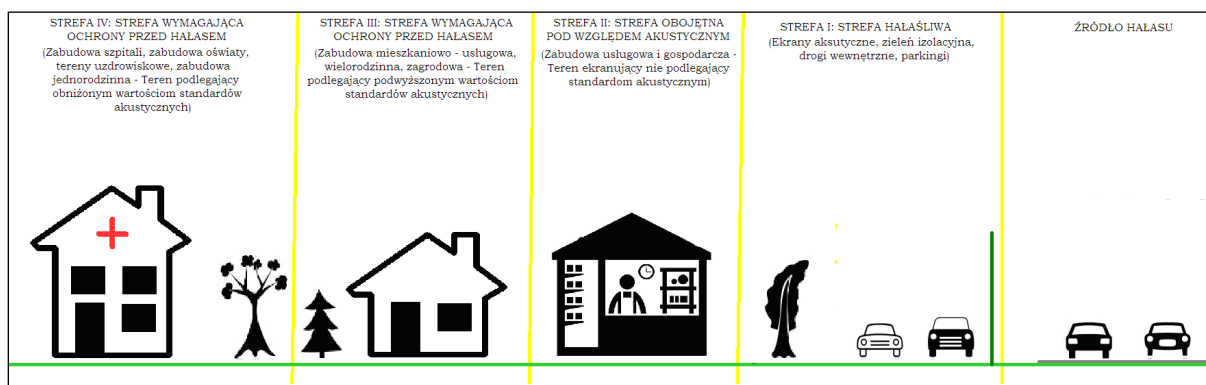 STREFA IV: STREFA WYMAGAJĄCA
OCHRONY PRZED HAŁASEM
(Zabudowa szpitali, zabudowa oświaty,
tereny uzdrowiskowe, zabudowa
jednorodzinna - Teren podlegający
obniżonym wartościom standardów
akustycznych)
STREFA III: STREFA WYMAGAJĄCA
OCHRONY PRZED HAŁASEM
(Zabudowa mieszkaniowo - usługowa,
wielorodzinna, zagrodowa - Teren
podlegający podwyższonym wartościom
standardów akustycznych)
STREFA II: STREFA OBOJĘTNA
POD WZGLĘDEM AKUSTYCZNYM
(Zabudowa usługowa i gospodarcza -
Teren ekranujący nie podlegający
standardom akustycznym)
STREFA I: STREFA HAŁAŚLIWA
(Ekrany aksutyczne, zieleń izolacyjna,
drogi wewnętrzne, parkingi)
ŹRÓDŁO HAŁASU